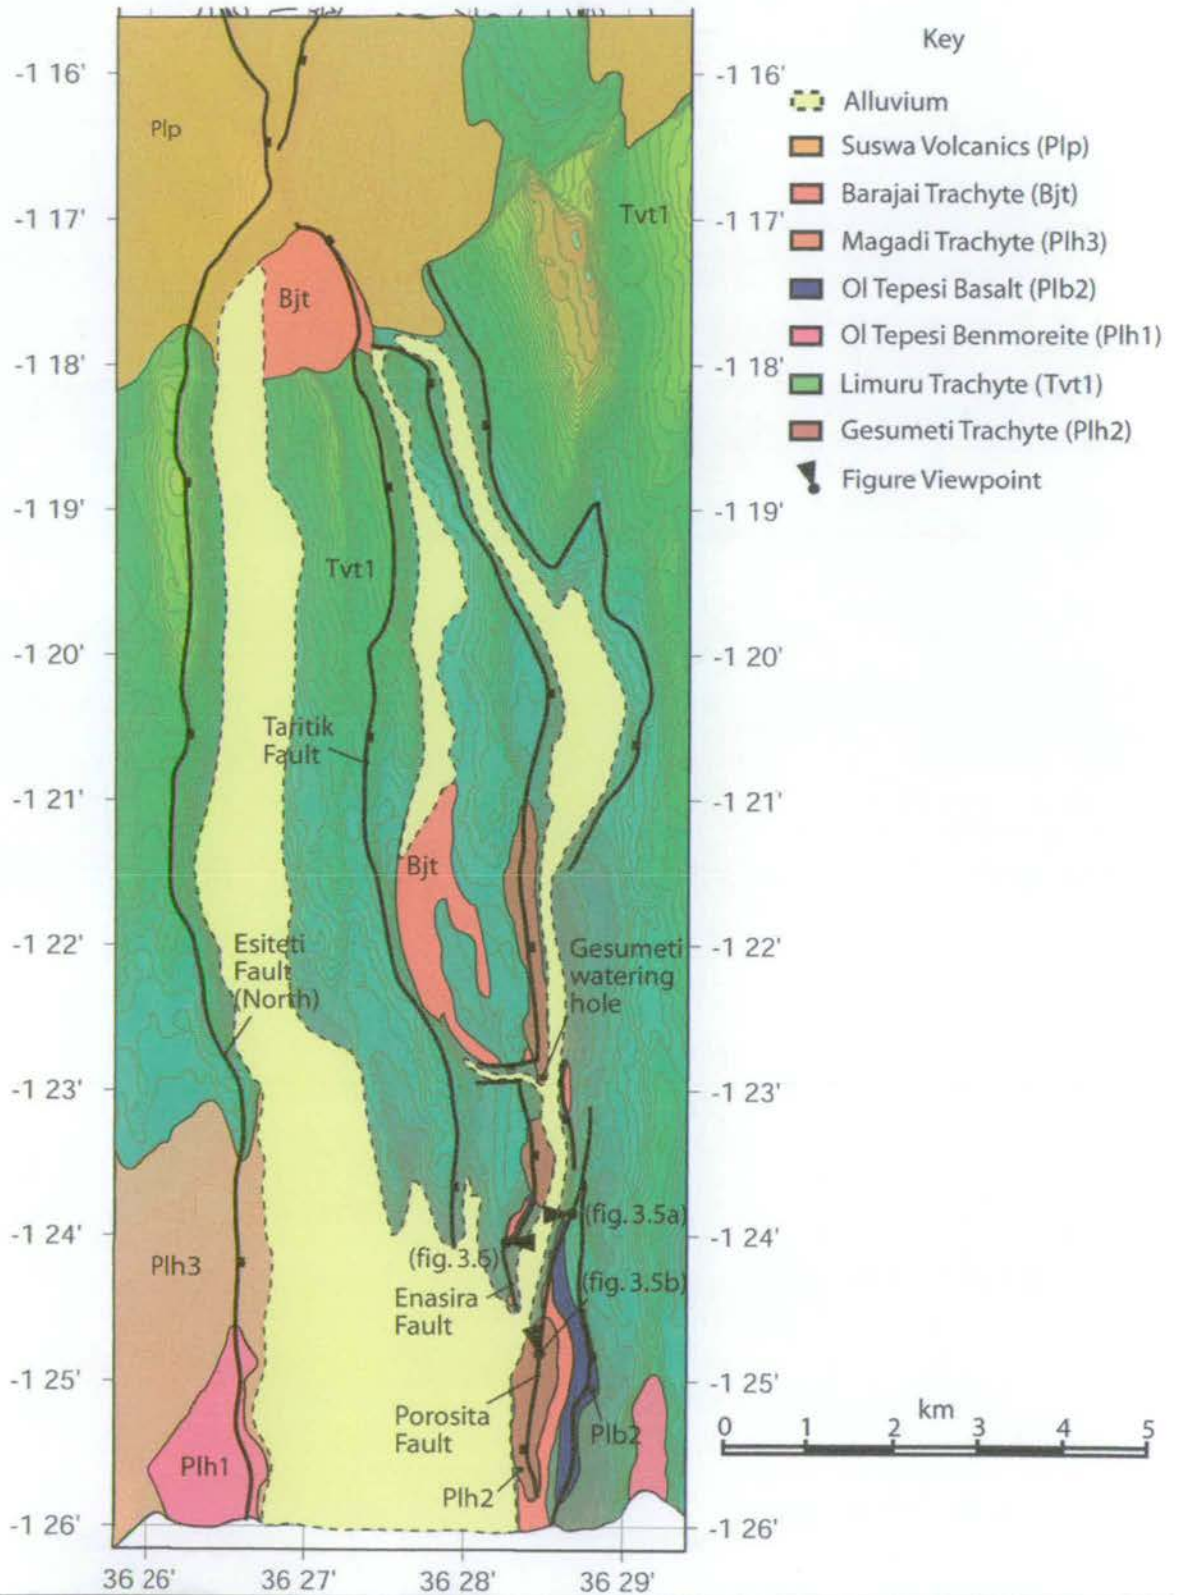 Key
Alluvium
Suswa Volcanics (Plp)
Barajai Trachyte (Bjt)
Magadi Trachyte (Plh3)
Ol Tepesi Basalt (Plb2)
Ol Tepesi Benmoreite (Plh1)
Limuru Trachyte (Tvt1)
Gesumeti Trachyte (Plh2)
Figure Viewpoint
-1 16'
-1 16'
Plp
-1 17'
Tvt1
-1 17'
Bjt
-1 18'
-1 18'
-1 19'
-1 19'
Tvt1
-1 20'
-1 20'
Taritik
Fault
-1 21'
-1 21'
Bjt
-1 22'
-1 22'
Esiteti
Fault
(North)
Gesumeti
watering
hole
-1 23'
-1 23'
-1 24'
-1 24'
(fig. 3.5a)
(fig. 3.6)
Plh3
(fig. 3.5b)
Enasira
Fault
-1 25'
-1 25'
Porosita
Fault
Plb2
Plh1
Plh2
-1 26'
-1 26'
36 26'
36 27'
36 28'
36 29'
km
0
1
2
3
4
5